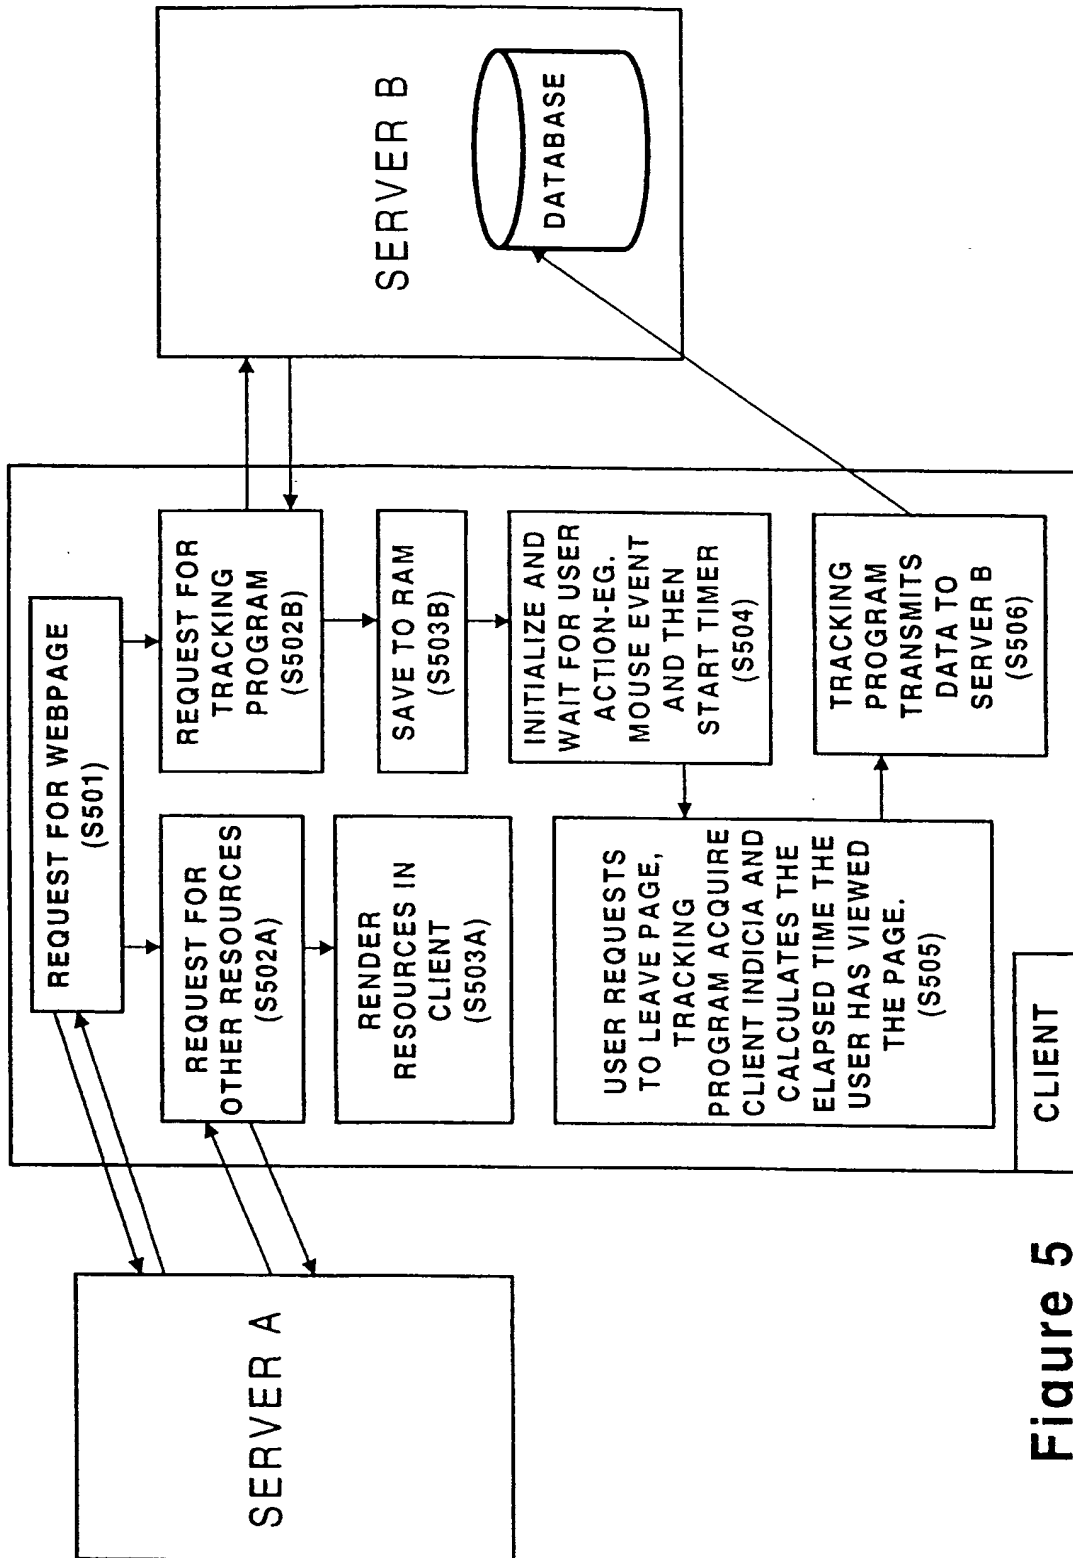 REQUEST FOR WEBPAGE
(S501)
REQUEST FOR
OTHER RESOURCES
(S502A)
REQUEST FOR
TRACKING
PROGRAM
(S502B)
RENDER
RESOURCES IN
CLIENT
(S503A)
SAVE TO RAM
(S503B)
INITIALIZE AND
WAIT FOR USER
ACTION-EG.
MOUSE EVENT
AND THEN
START TIMER
(S504)
USER REQUESTS
TO LEAVE PAGE,
TRACKING
PROGRAM ACQUIRE
CLIENT INDICIA AND
CALCULATES THE
ELAPSED TIME THE
USER HAS VIEWED
THE PAGE.
(S505)
TRACKING
PROGRAM
TRANSMITS
DATA TO
SERVER B
(S506)
CLIENT
SERVER A
SERVER B
DATABASE
Figure 5